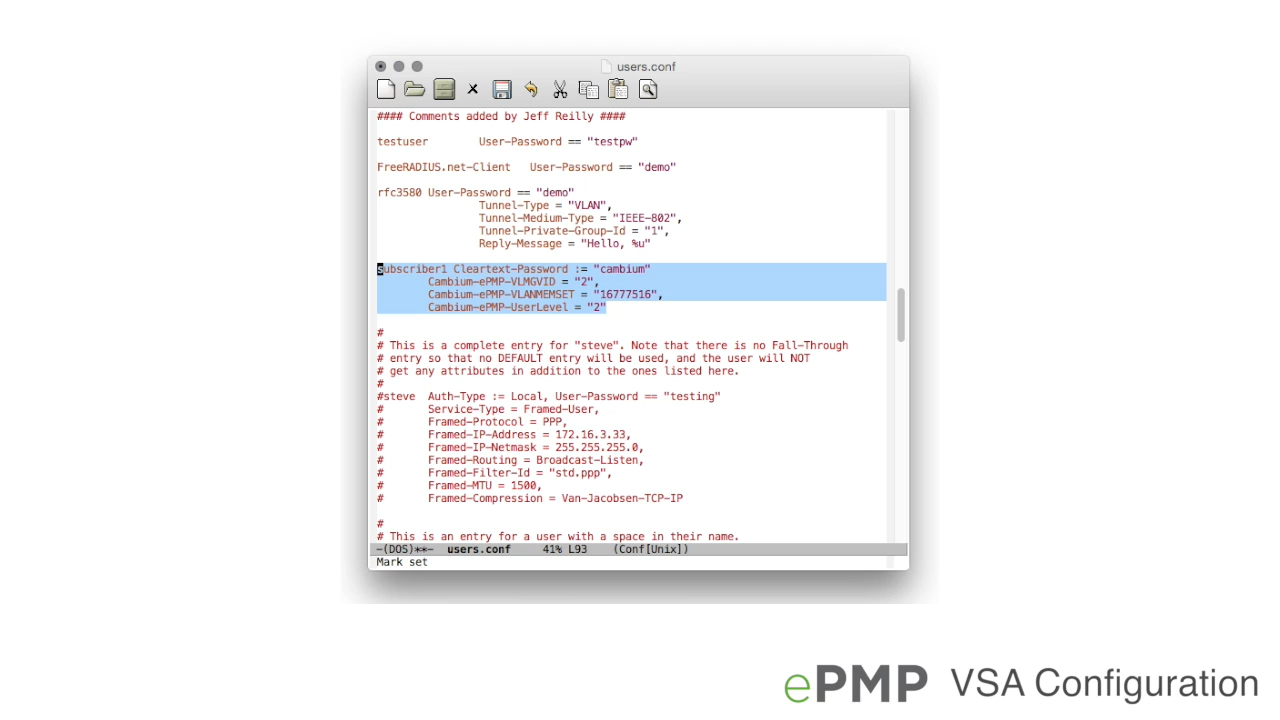 users.conf
#### Comments added by Jeff Reilly ####
testuser User-Password == "testpw"
FreeRADIUS.net-Client User-Password == "demo"
rfc3580 User-Password == "demo"
Tunnel-Type = "VLAN",
Tunnel-Medium-Type = "IEEE-802",
Tunnel-Private-Group-Id = "1",
Reply-Message = "Hello, %u"
subscriber1 Cleartext-Password := "cambium"
Cambium-ePMP-VLMGVID = "2",
Cambium-ePMP-VLANMEMSET = "16777516",
Cambium-ePMP-UserLevel = "2"
#
# This is a complete entry for "steve". Note that there is no Fall-Through
# entry so that no DEFAULT entry will be used, and the user will NOT
# get any attributes in addition to the ones listed here.
#
#steve Auth-Type := Local, User-Password == "testing"
# Service-Type = Framed-User,
# Framed-Protocol = PPP,
# Framed-IP-Address = 172.16.3.33,
# Framed-IP-Netmask = 255.255.255.0,
# Framed-Routing = Broadcast-Listen,
# Framed-Filter-Id = "std.ppp",
# Framed-MTU = 1500,
# Framed-Compression = Van-Jacobsen-TCP-IP
#
# This is an entry for a user with a space in their name.
-(DOS)**- users.conf 41% L93 (Conf[Unix])
Mark set
ePMP VSA Configuration